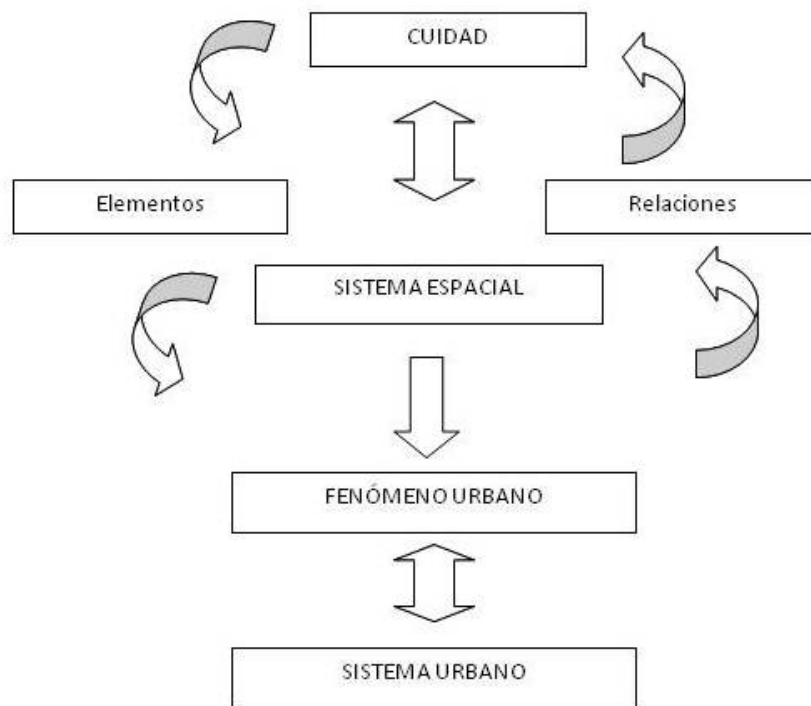 CUIDAD
Elementos
Relaciones
SISTEMA ESPACIAL
FENÓMENO URBANO
SISTEMA URBANO